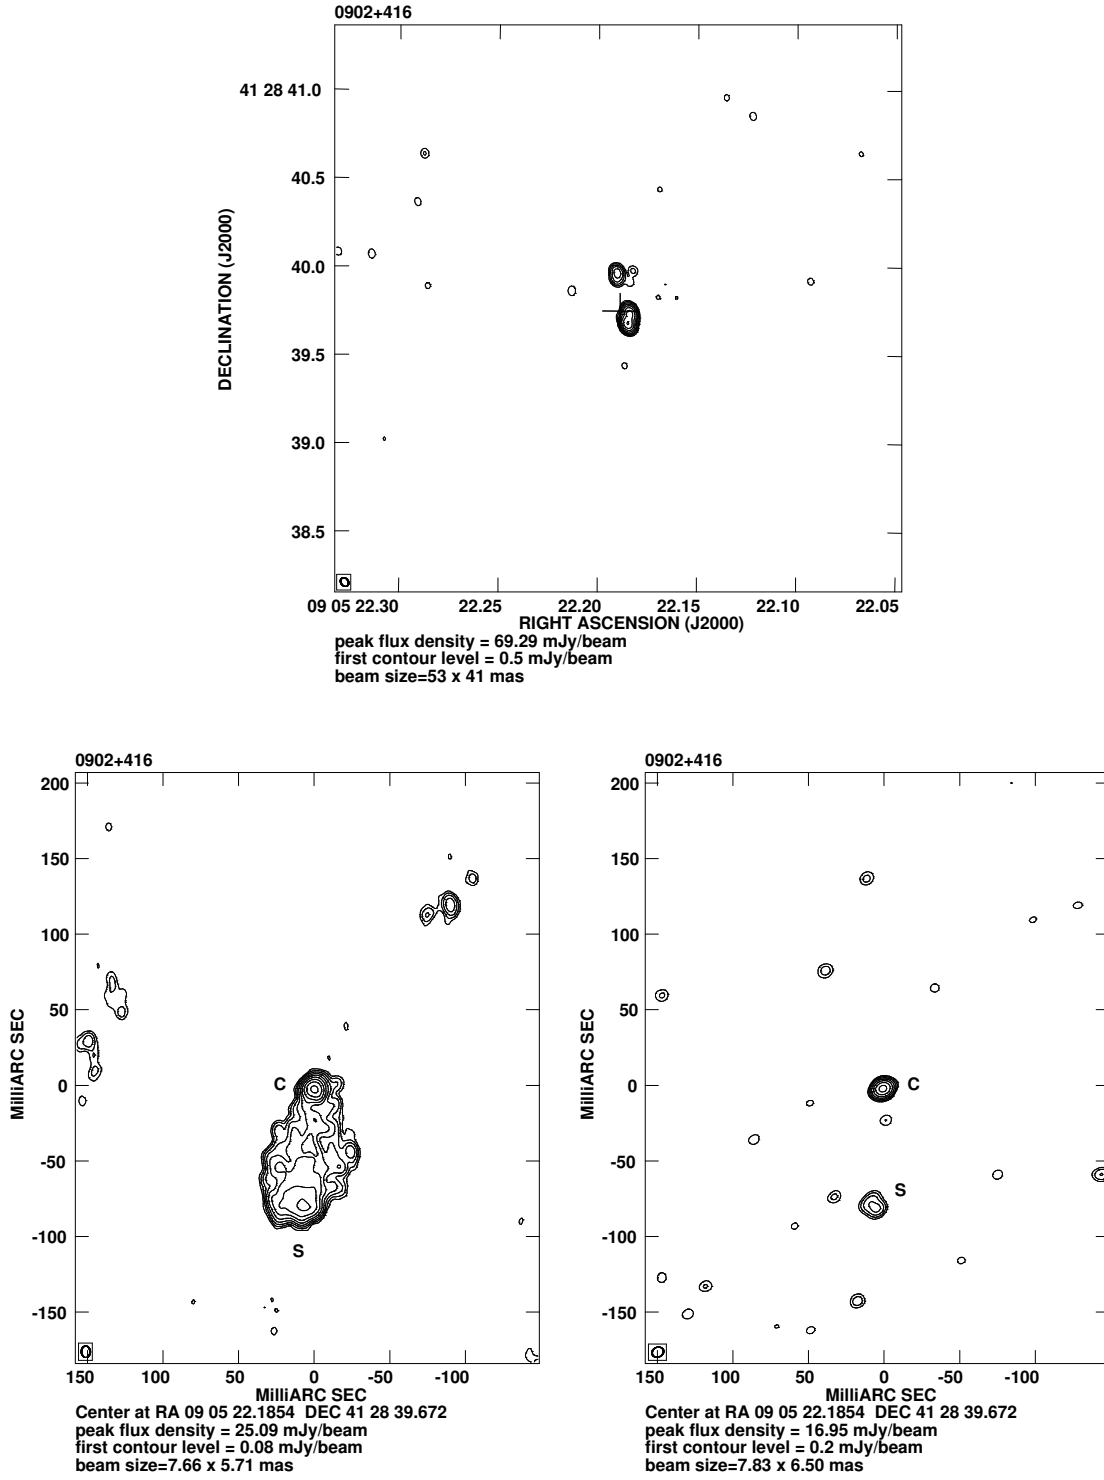 0902+416
41 28 41.0
40.5
40.0
39.5
39.0
38.5
DECLINATION (J2000)
09 05 22.30 22.25 22.20 22.15 22.10 22.05
RIGHT ASCENSION (J2000)
peak flux density = 69.29 mJy/beam
first contour level = 0.5 mJy/beam
beam size=53 x 41 mas
0902+416
200
150
100
50
0
-50
-100
-150
MilliARC SEC
C
S
150 100 50 0 -50 -100
MilliARC SEC
Center at RA 09 05 22.1854 DEC 41 28 39.672
peak flux density = 25.09 mJy/beam
first contour level = 0.08 mJy/beam
beam size=7.66 x 5.71 mas
0902+416
200
150
100
50
0
-50
-100
-150
MilliARC SEC
C
S
150 100 50 0 -50 -100
MilliARC SEC
Center at RA 09 05 22.1854 DEC 41 28 39.672
peak flux density = 16.95 mJy/beam
first contour level = 0.2 mJy/beam
beam size=7.83 x 6.50 mas